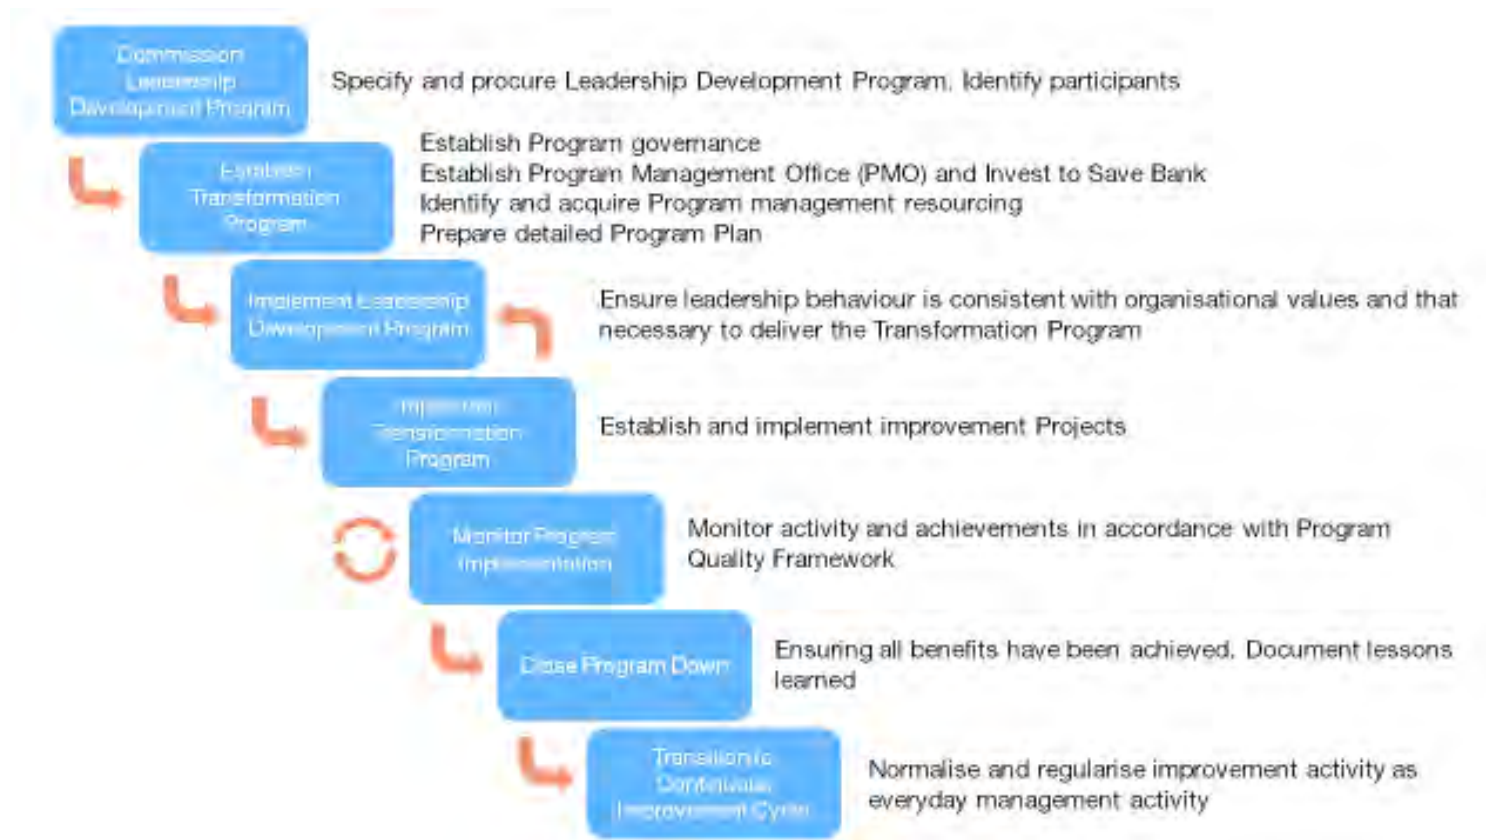 Commission
Leadership
Development Program
Specify and procure Leadership Development Program. Identify participants
Establish
Transformation
Program
Establish Program governance
Establish Program Management Office (PMO) and Invest to Save Bank
Identify and acquire Program management resourcing
Prepare detailed Program Plan
Implement Leadership
Development Program
Ensure leadership behaviour is consistent with organisational values and that
necessary to deliver the Transformation Program
Implement
Transformation
Program
Establish and implement improvement Projects
Monitor Program
Implementation
Monitor activity and achievements in accordance with Program
Quality Framework
Close Program Down
Ensuring all benefits have been achieved. Document lessons
learned
Transition to
Continuous
Improvement Cycle
Normalise and regularise improvement activity as
everyday management activity